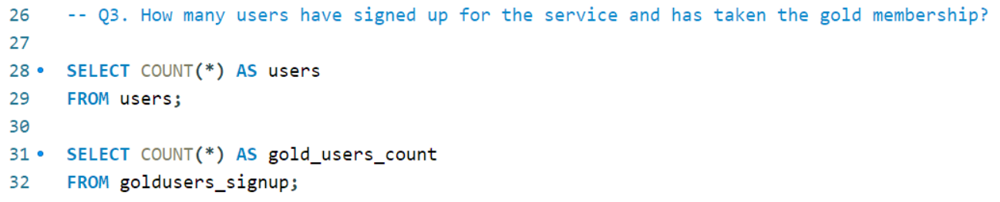 26 -- Q3. How many users have signed up for the service and has taken the gold membership?
27
28 • SELECT COUNT(*) AS users
29 FROM users;
30
31 • SELECT COUNT(*) AS gold_users_count
32 FROM goldusers_signup;